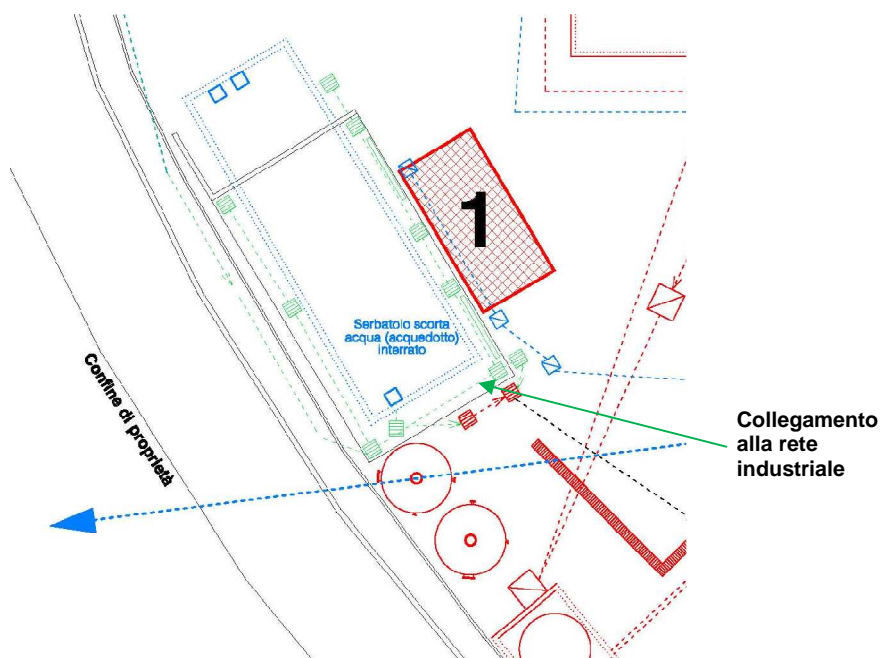 1
Serbatoio scorta
acqua (acquedotto)
interrato
Confine di proprietà
Collegamento
alla rete
industriale